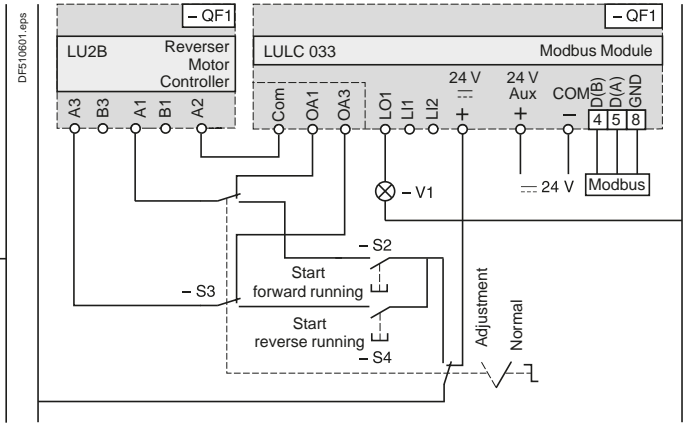 – QF1
– QF1
DF510601.eps
LU2B
Reverser
Motor
Controller
LULC 033
Modbus Module
A3
B3
A1
B1
A2
Com
OA1
OA3
LO1
LI1
LI2
24 V
+
24 V
Aux
+
COM
–
D(B)
D(A)
GND
4 5 8
– V1
24 V
Modbus
– S2
Start
forward running
– S3
Start
reverse running
– S4
Adjustment
Normal